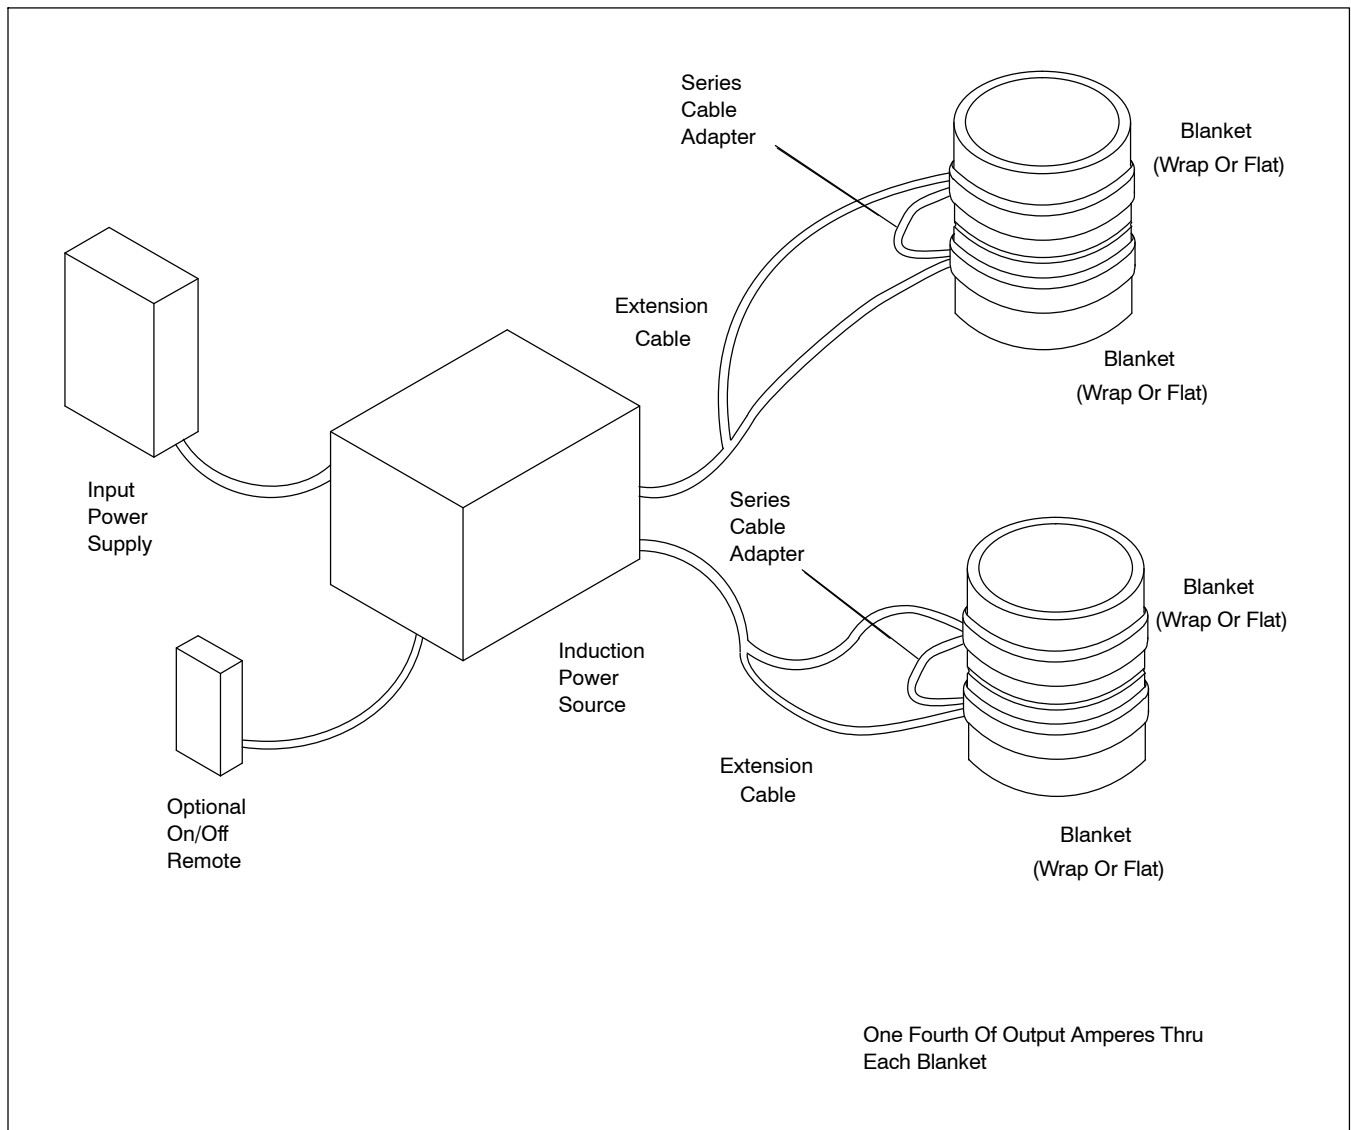 Series
Cable
Adapter
Blanket
(Wrap Or Flat)
Extension
Cable
Blanket
(Wrap Or Flat)
Input
Power
Supply
Series
Cable
Adapter
Blanket
(Wrap Or Flat)
Induction
Power
Source
Extension
Cable
Optional
On/Off
Remote
Blanket
(Wrap Or Flat)
One Fourth Of Output Amperes Thru
Each Blanket